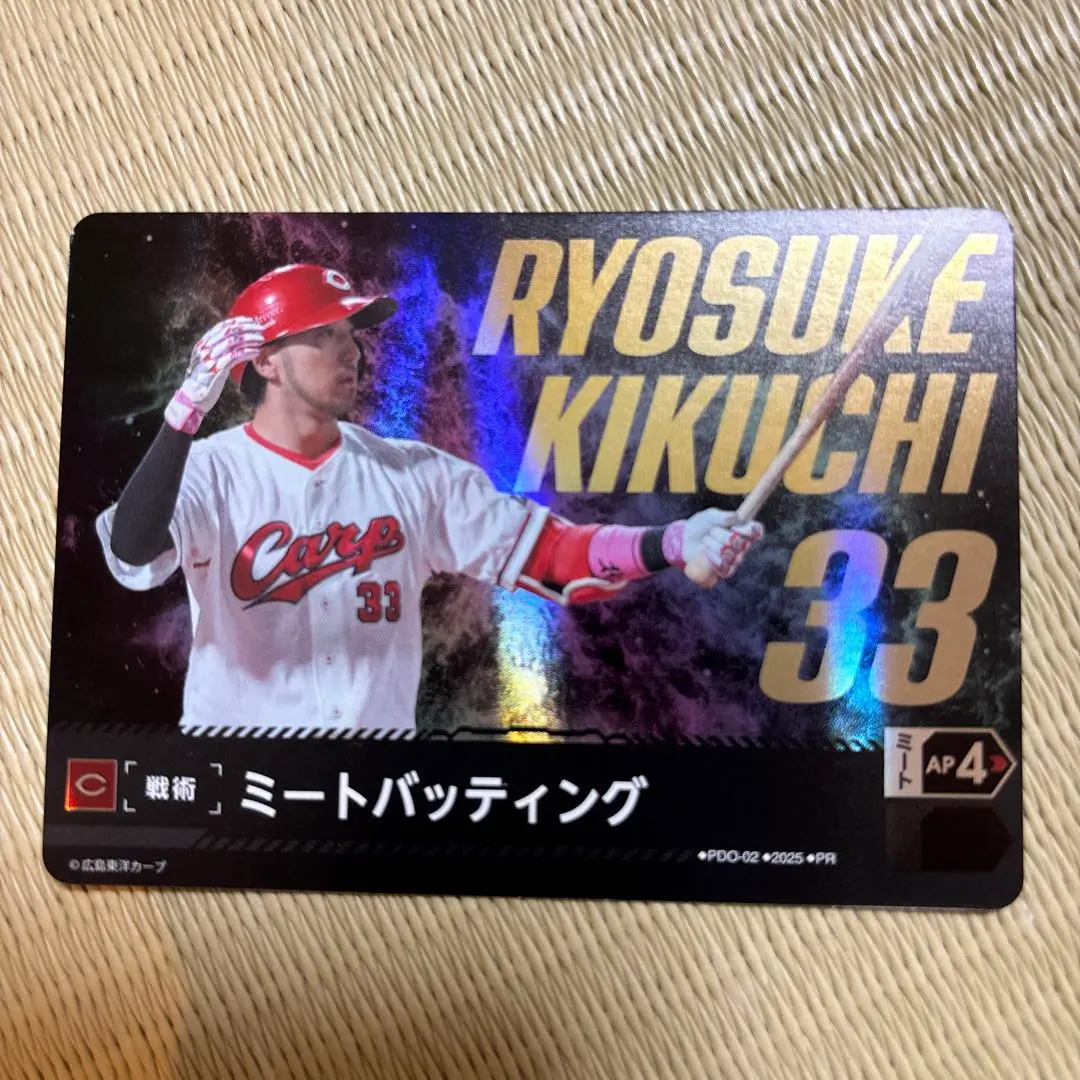 RYOSUKE
KIKUCHI
33
Carp
33
C
戦術
ミートバッティング
ミート
AP4
©広島東洋カープ
◆PDO-02 ◆2025 ◆PR